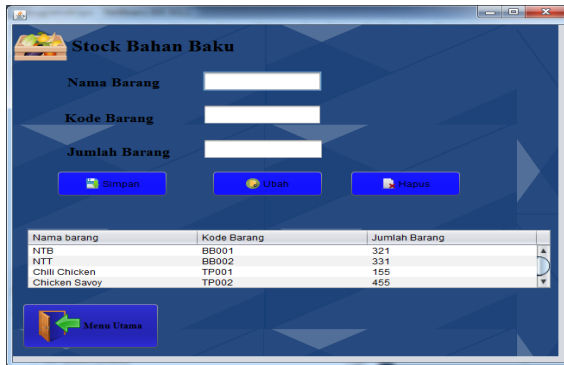 Stock Bahan Baku
Nama Barang
Kode Barang
Jumlah Barang
Simpan Ubah Hapus
Nama barang Kode Barang Jumlah Barang
NTB BB001 321
NTT BB002 331
Chili Chicken TP001 155
Chicken Savoy TP002 455
Menu Utama